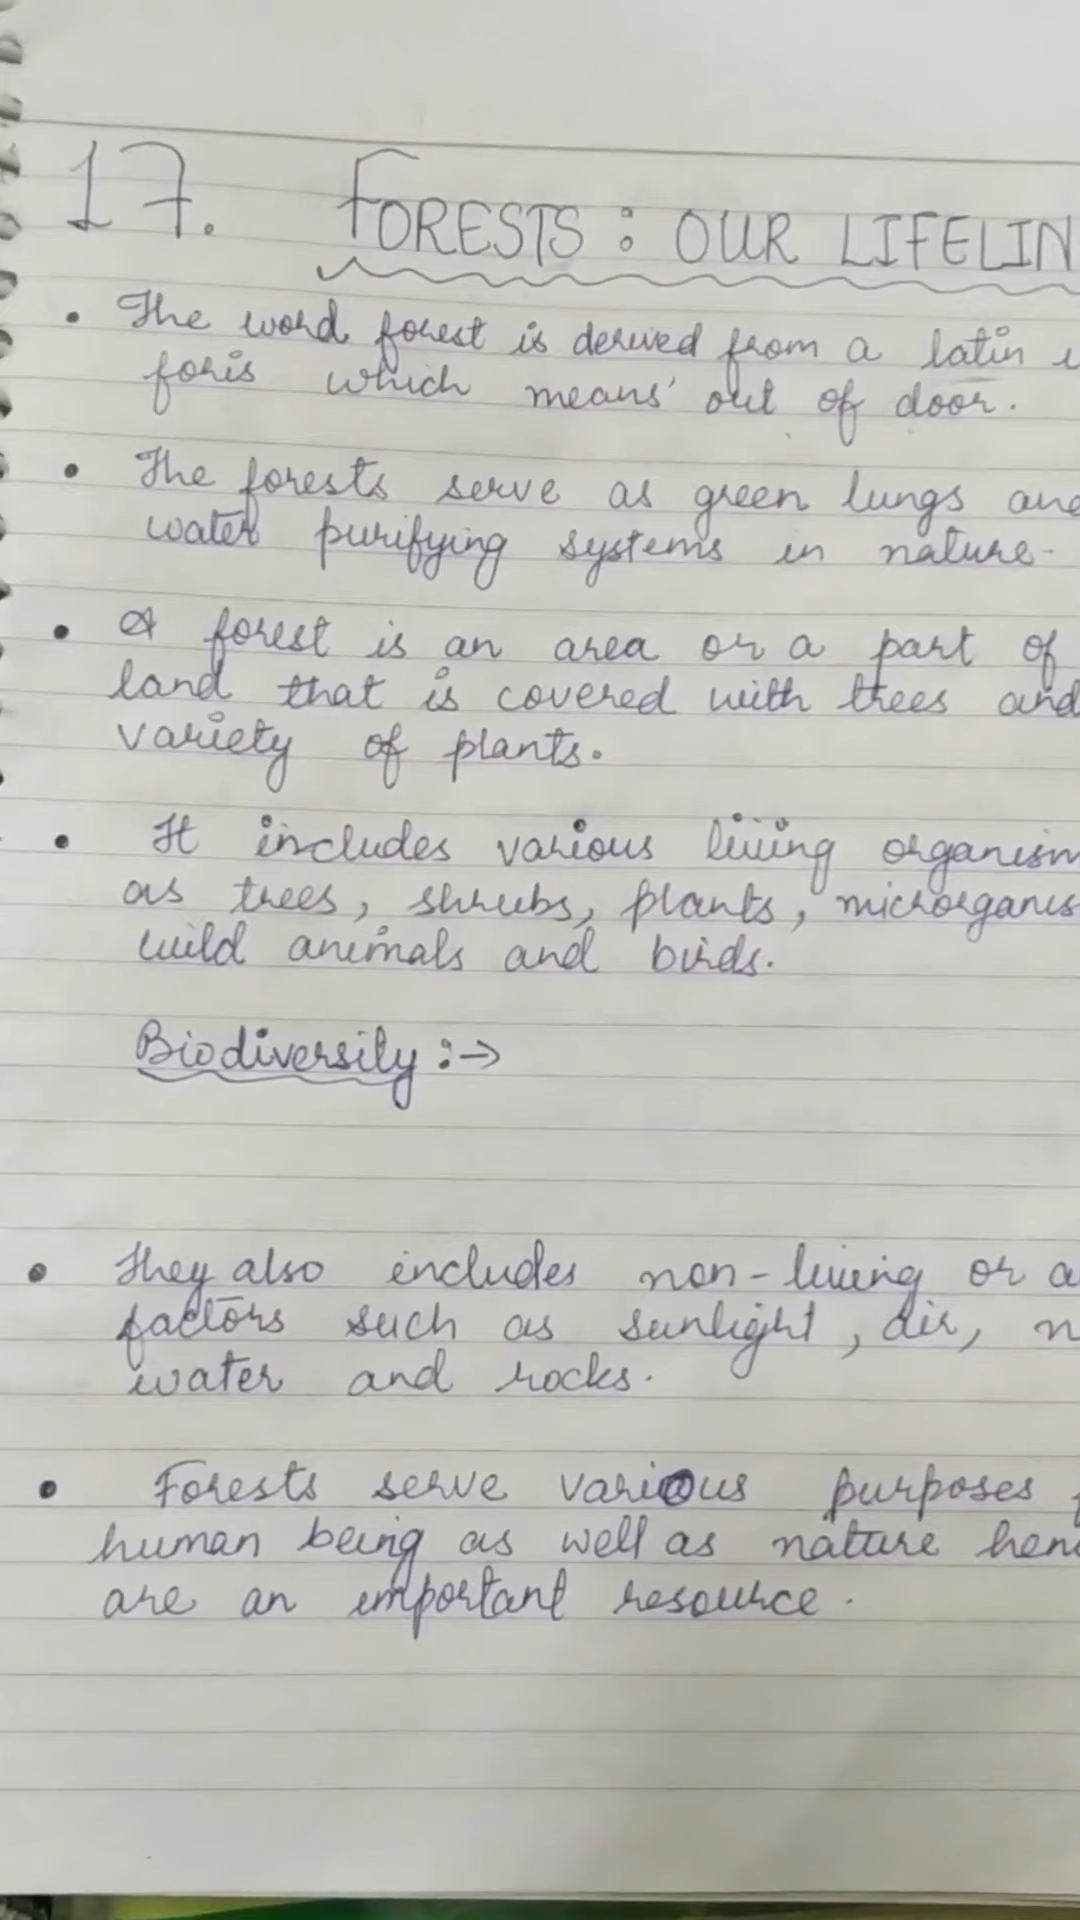 17. FORESTS : OUR LIFELIN
• The word forest is derived from a latin
foris which means' out of door.
• The forests serve as green lungs and
water purifying systems in nature.
• A forest is an area or a part of
land that is covered with trees and
variety of plants.
• It includes various living organism
as trees, shrubs, plants, microrganis
wild animals and birds.
Biodiversity :→
• They also includes non-living or a
factors such as sunlight, air,
water and rocks.
• Forests serve various purposes
human being as well as nature hen
are an important resource.